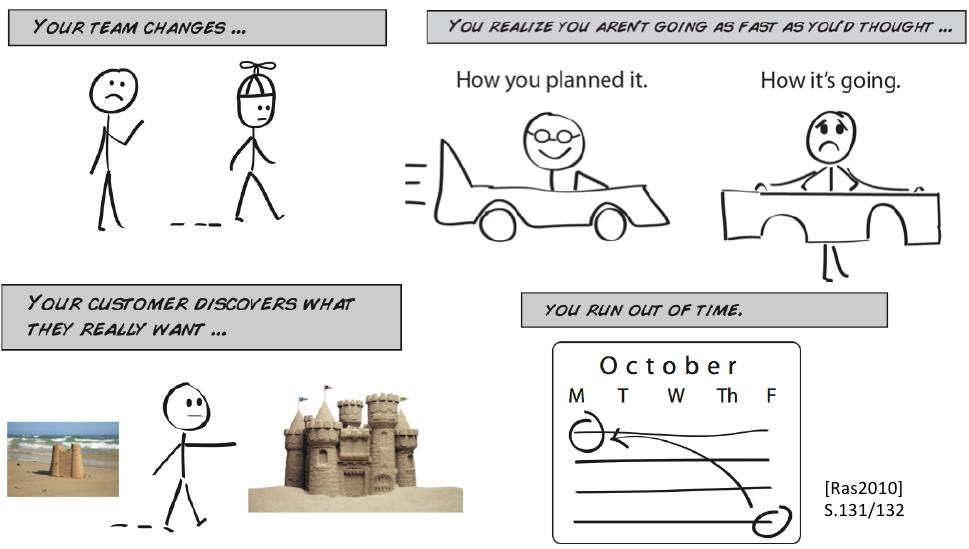 YOUR TEAM CHANGES ...
YOU REALIZE YOU AREN'T GOING AS FAST AS YOU'D THOUGHT ...
How you planned it.
How it's going.
YOUR CUSTOMER DISCOVERS WHAT
THEY REALLY WANT ...
YOU RUN OUT OF TIME.
October
M T W Th F
[Ras2010]
S.131/132